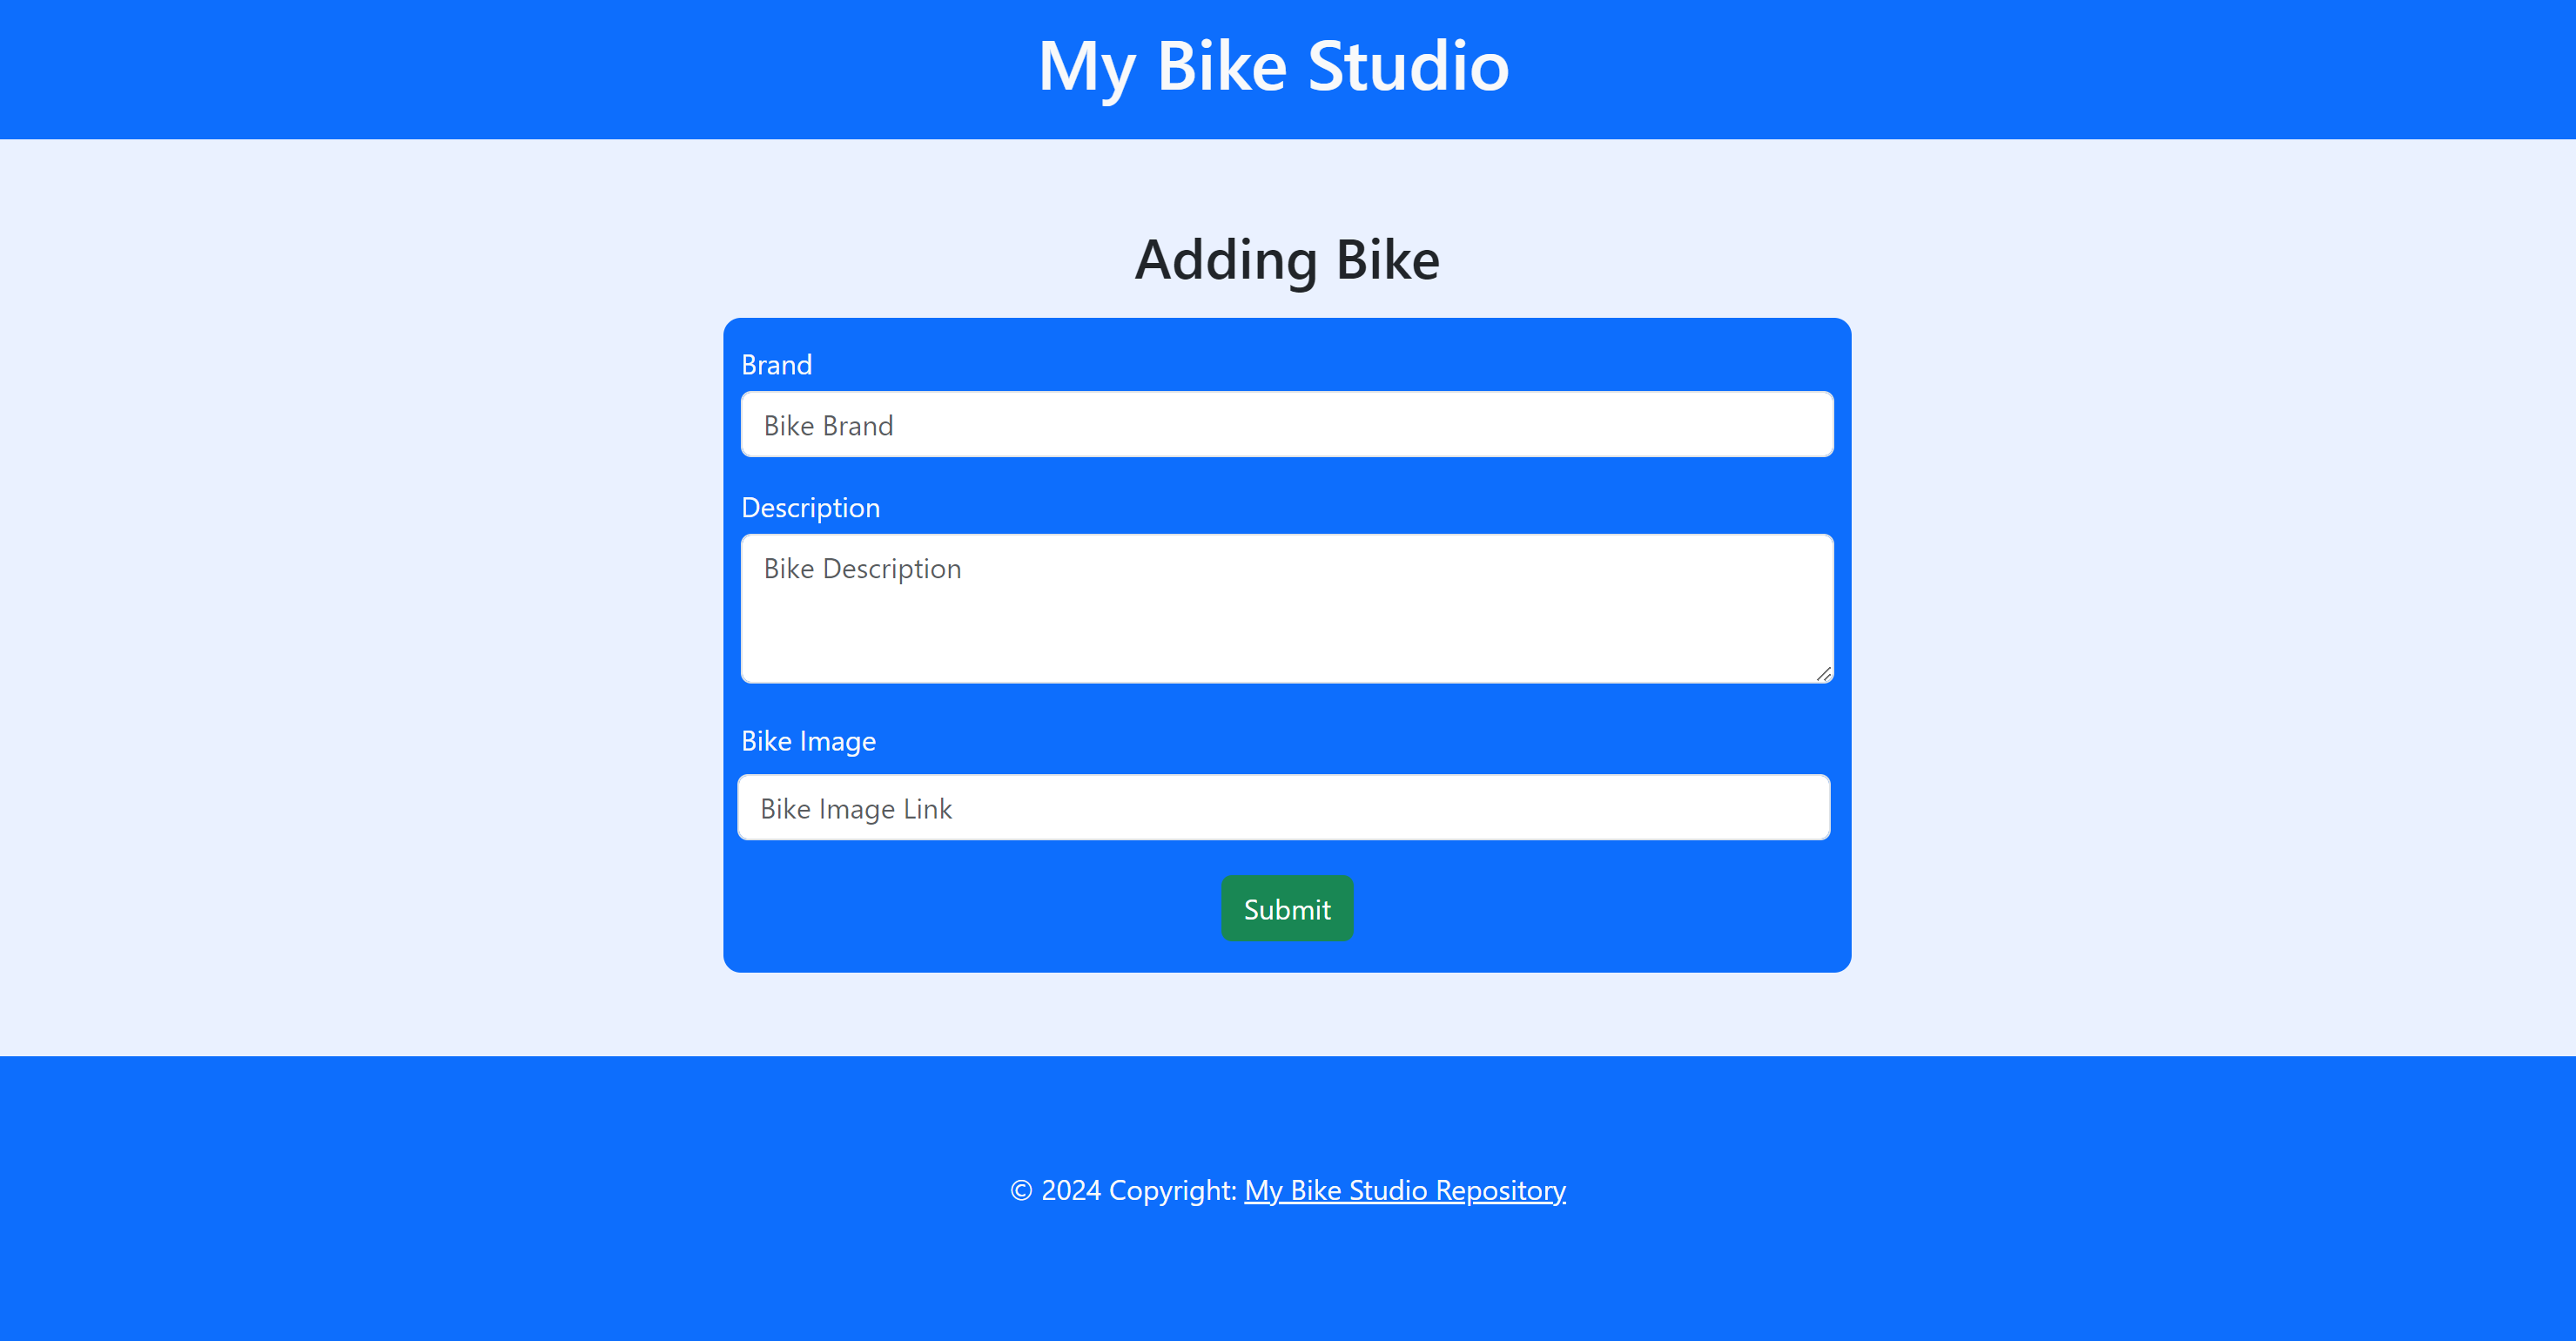 My Bike Studio
Adding Bike
Brand
Bike Brand
Description
Bike Description
Bike Image
Bike Image Link
Submit
© 2024 Copyright: My Bike Studio Repository